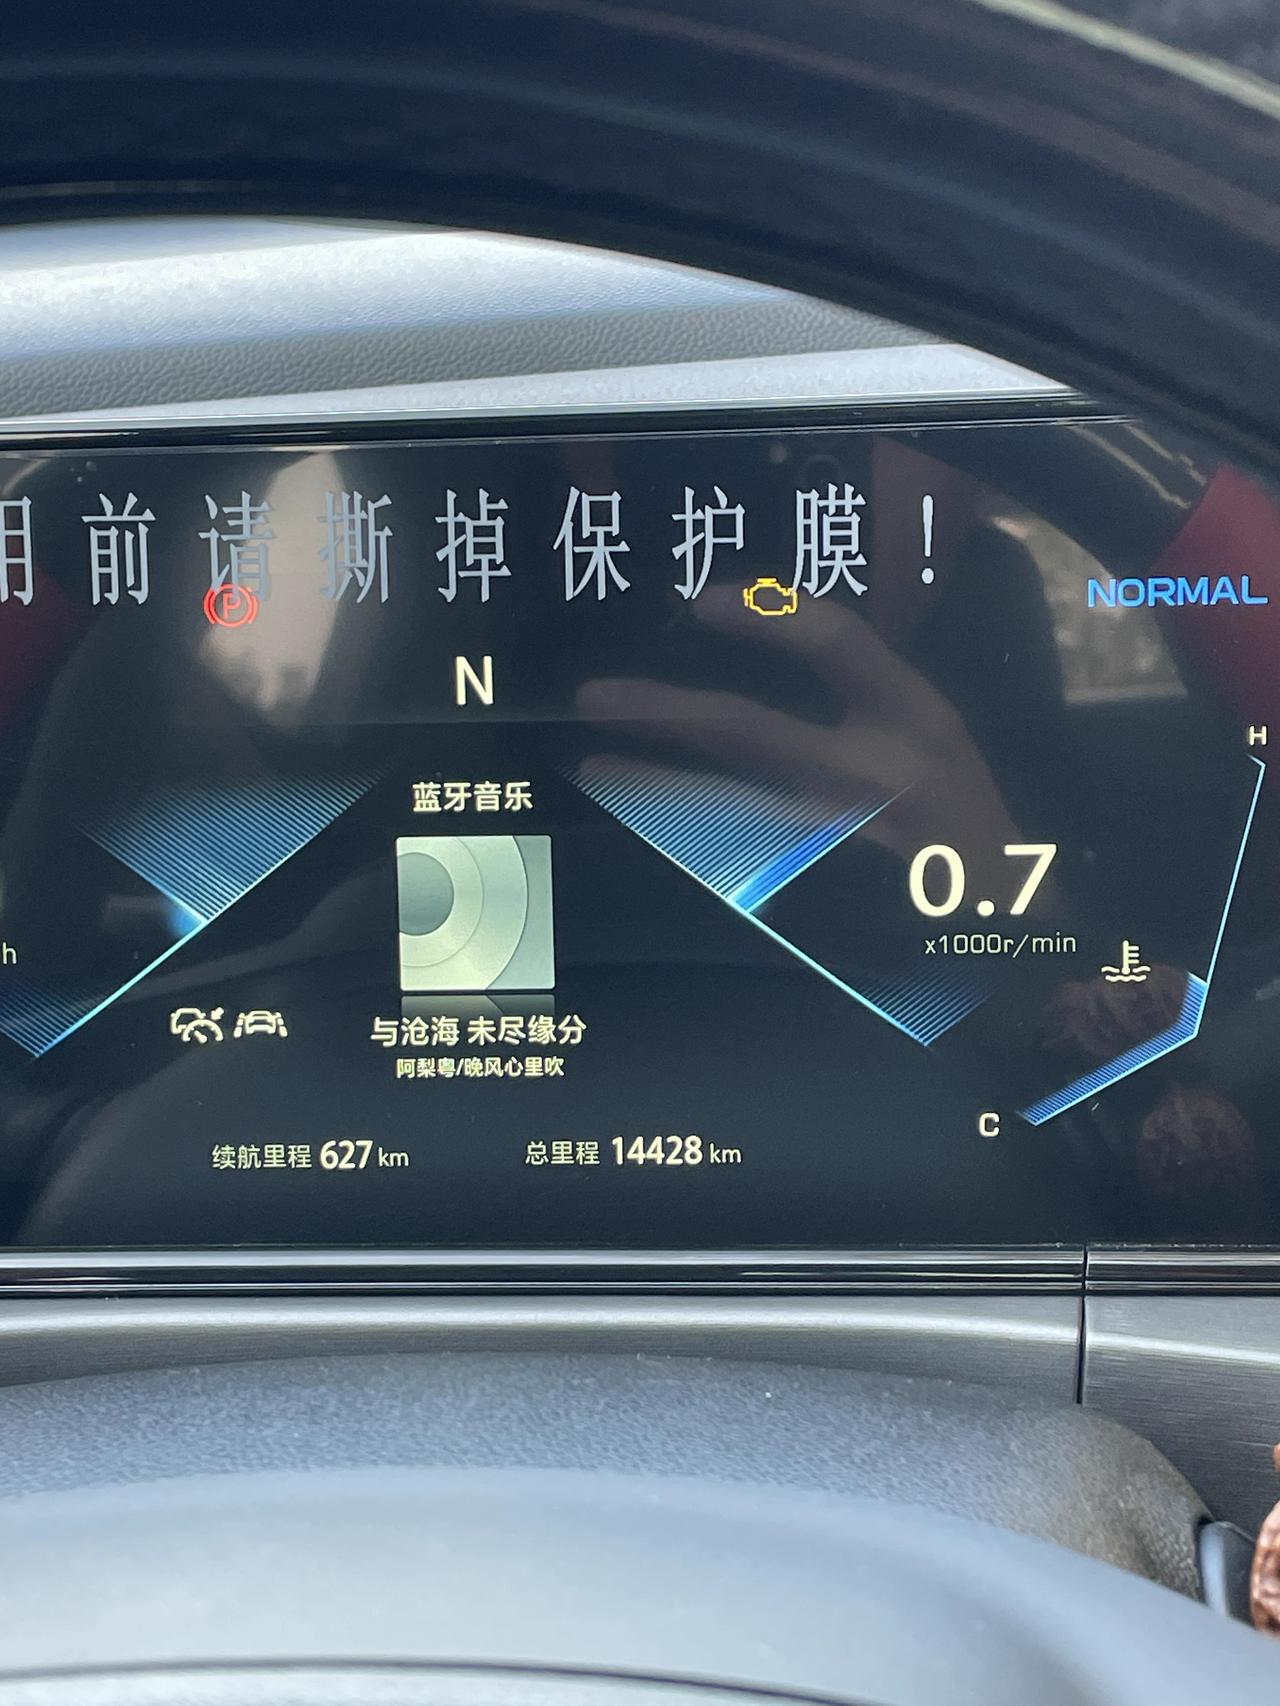 用前请撕掉保护膜！
P
NORMAL
N
H
蓝牙音乐
0.7
x1000r/min
h
与沧海 未尽缘分
阿梨粤/晚风心里吹
C
续航里程 627 km
总里程 14428 km